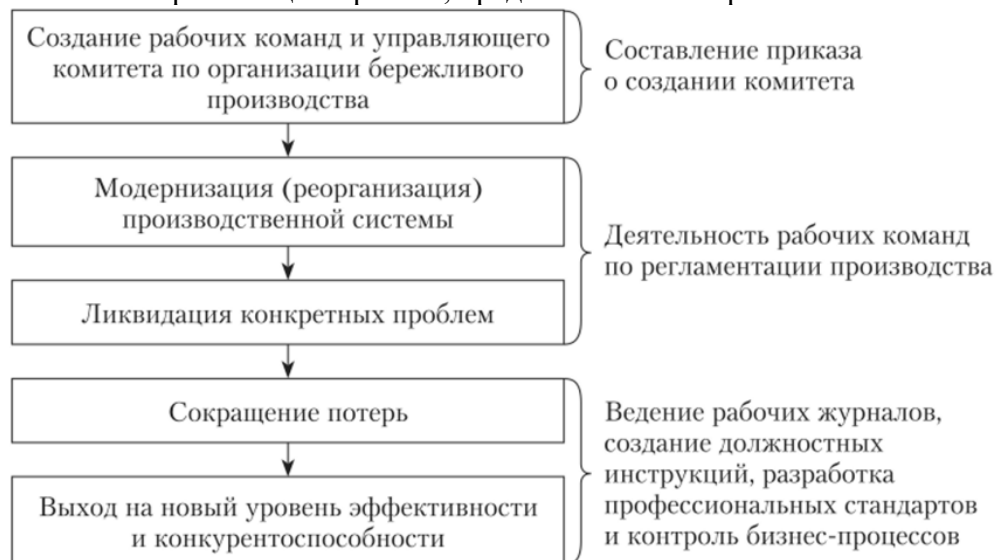 Создание рабочих команд и управляющего
комитета по организации бережливого
производства
Составление приказа
о создании комитета
Модернизация (реорганизация)
производственной системы
Ликвидация конкретных проблем
Деятельность рабочих команд
по регламентации производства
Сокращение потерь
Выход на новый уровень эффективности
и конкурентоспособности
Ведение рабочих журналов,
создание должностных
инструкций, разработка
профессиональных стандартов
и контроль бизнес-процессов